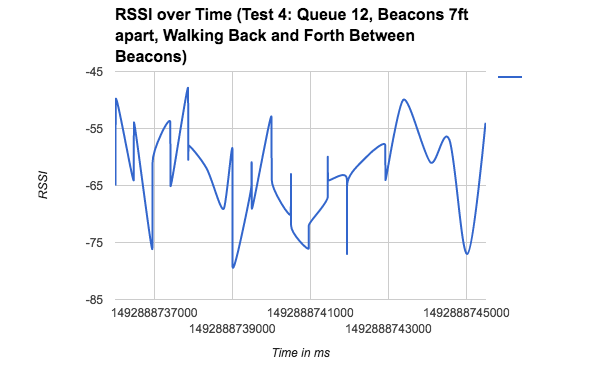 RSSI over Time (Test 4: Queue 12, Beacons 7ft
apart, Walking Back and Forth Between
Beacons)
-45
-55
-65
-75
-85
RSSI
1492888737000
1492888739000
1492888741000
1492888743000
1492888745000
Time in ms